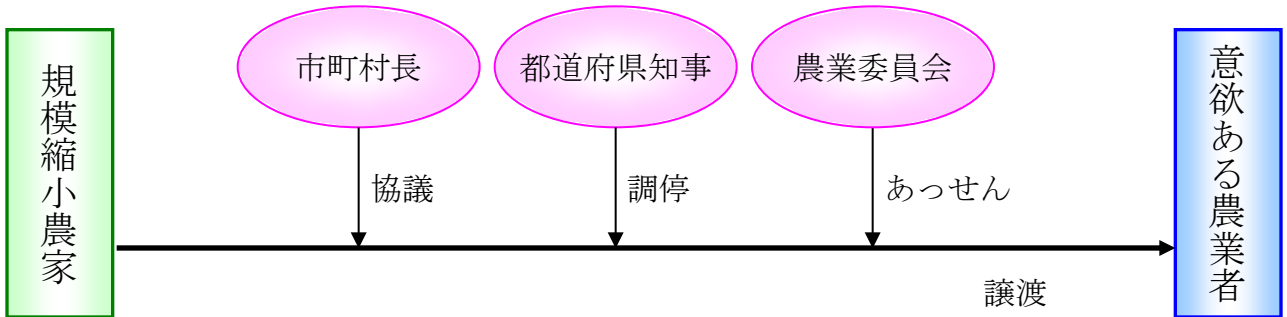 規模縮小農家
市町村長
都道府県知事
農業委員会
協議
調停
あっせん
譲渡
意欲ある農業者